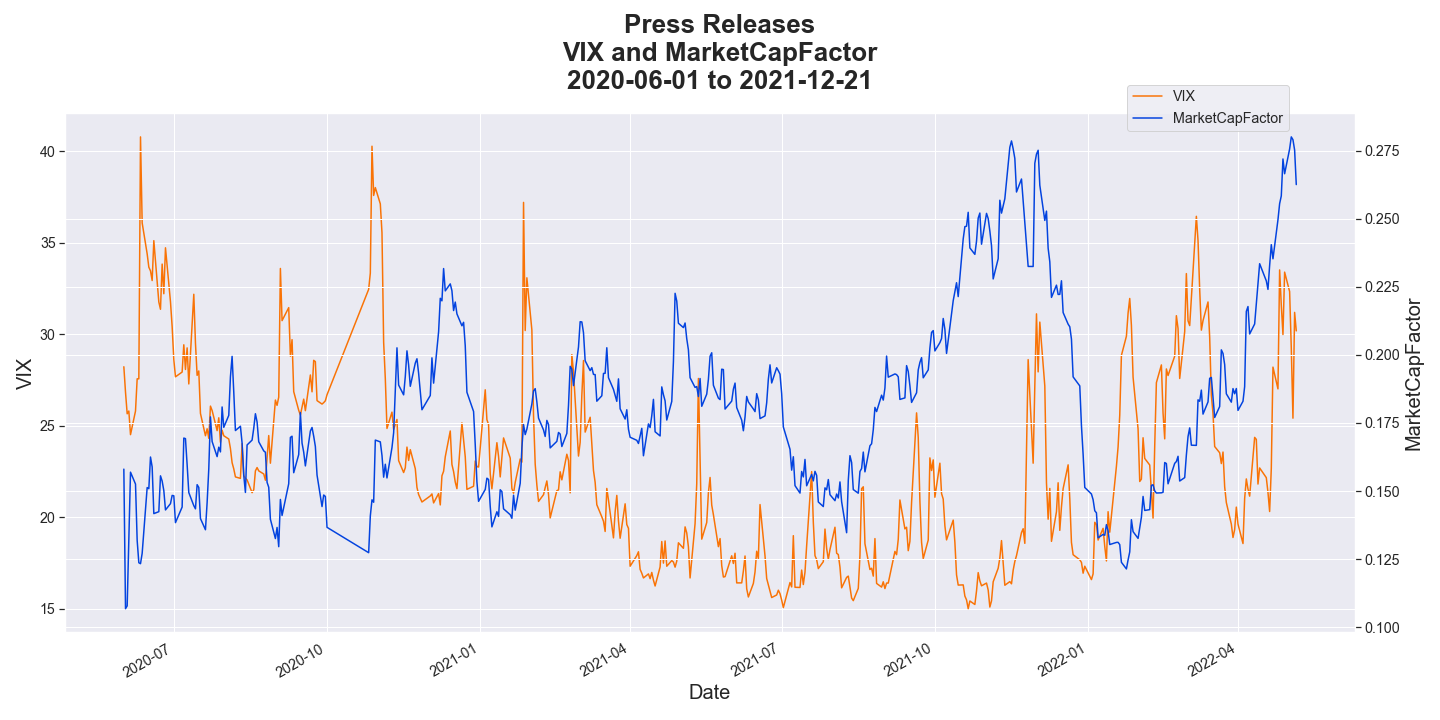 Press Releases
VIX and MarketCapFactor
2020-06-01 to 2021-12-21
VIX
MarketCapFactor
40
35
30
25
20
15
VIX
0.275
0.250
0.225
0.200
0.175
0.150
0.125
0.100
MarketCapFactor
2020-07
2020-10
2021-01
2021-04
2021-07
2021-10
2022-01
2022-04
Date